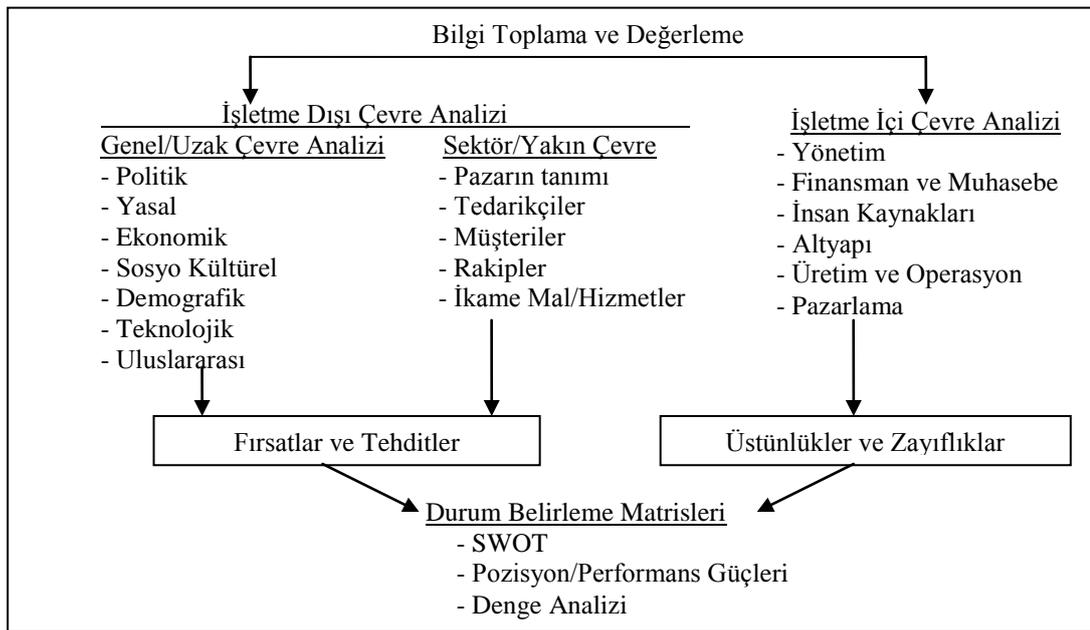 Bilgi Toplama ve Değerleme
İşletme Dışı Çevre Analizi
Genel/Uzak Çevre Analizi
- Politik
- Yasal
- Ekonomik
- Sosyo Kültürel
- Demografik
- Teknolojik
- Uluslararası
Sektör/Yakın Çevre
- Pazarın tanımı
- Tedarikçiler
- Müşteriler
- Rakipler
- İkame Mal/Hizmetler
İşletme İçi Çevre Analizi
- Yönetim
- Finansman ve Muhasebe
- İnsan Kaynakları
- Altyapı
- Üretim ve Operasyon
- Pazarlama
Fırsatlar ve Tehditler
Üstünlükler ve Zayıflıklar
Durum Belirleme Matrisleri
- SWOT
- Pozisyon/Performans Güçleri
- Denge Analizi